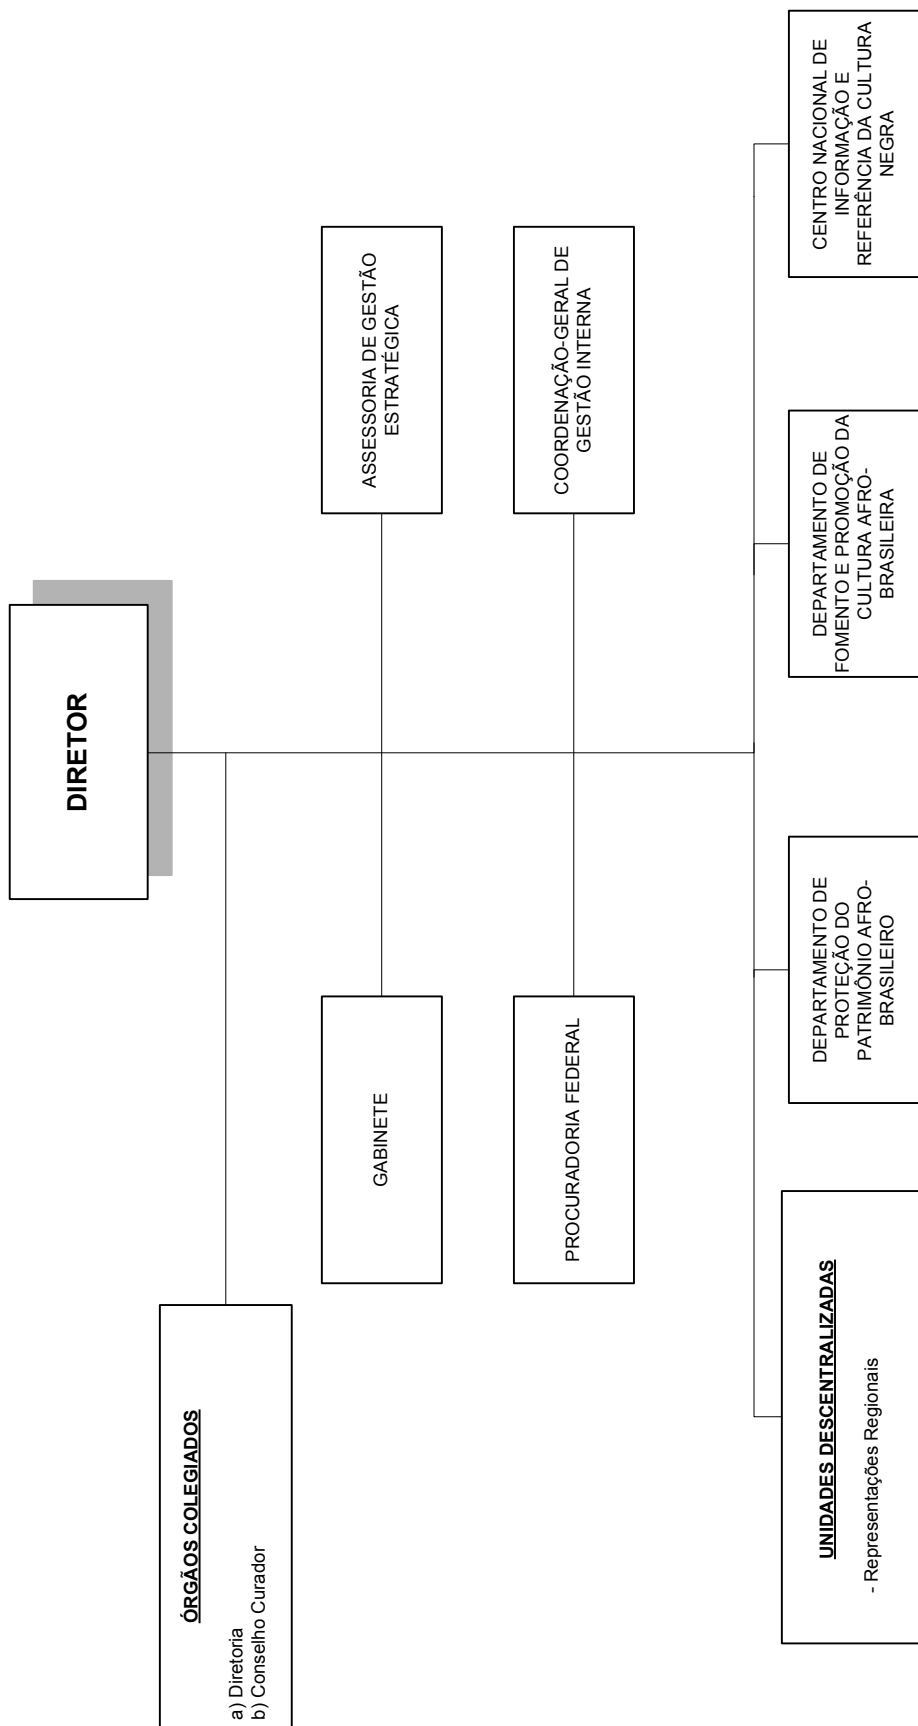 DIRETOR
ÓRGÃOS COLEGIADOS
a) Diretoria
b) Conselho Curador
GABINETE
ASSESSORIA DE GESTÃO
ESTRATÉGICA
PROCURADORIA FEDERAL
COORDENAÇÃO-GERAL DE
GESTÃO INTERNA
UNIDADES DESCENTRALIZADAS
- Representações Regionais
DEPARTAMENTO DE
PROTEÇÃO DO
PATRIMÔNIO AFRO-
BRASILEIRO
DEPARTAMENTO DE
FOMENTO E PROMOÇÃO DA
CULTURA AFRO-
BRASILEIRA
CENTRO NACIONAL DE
INFORMAÇÃO E
REFERÊNCIA DA CULTURA
NEGRA